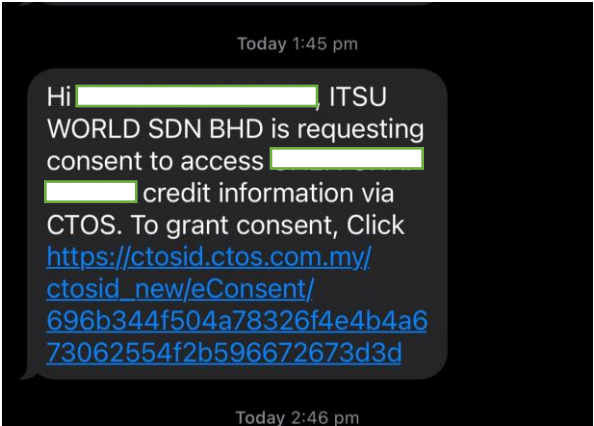 Today 1:45 pm
Hi , ITSU
WORLD SDN BHD is requesting
consent to access
credit information via
CTOS. To grant consent, Click
https://ctosid.ctos.com.my/
ctosid_new/eConsent/
696b344f504a78326f4e4b4a6
73062554f2b596672673d3d
Today 2:46 pm